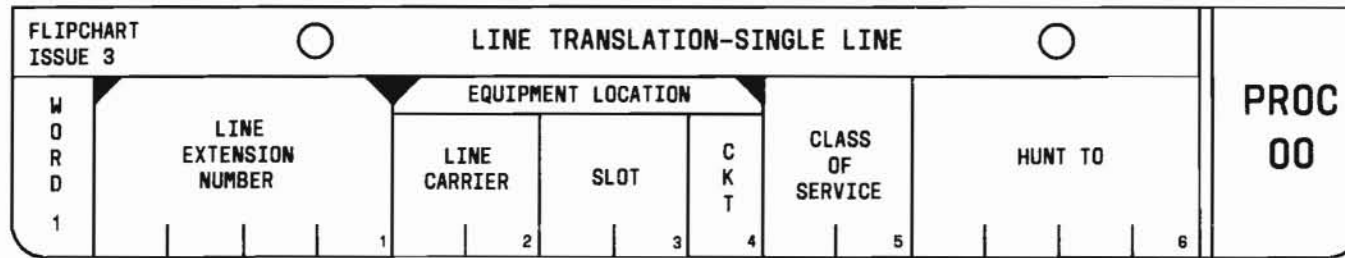 FLIPCHART
ISSUE 3
LINE TRANSLATION-SINGLE LINE
PROC
00
W
O
R
D
1
LINE
EXTENSION
NUMBER
1
EQUIPMENT LOCATION
LINE
CARRIER
2
SLOT
3
C
K
T
4
CLASS
OF
SERVICE
5
HUNT TO
6